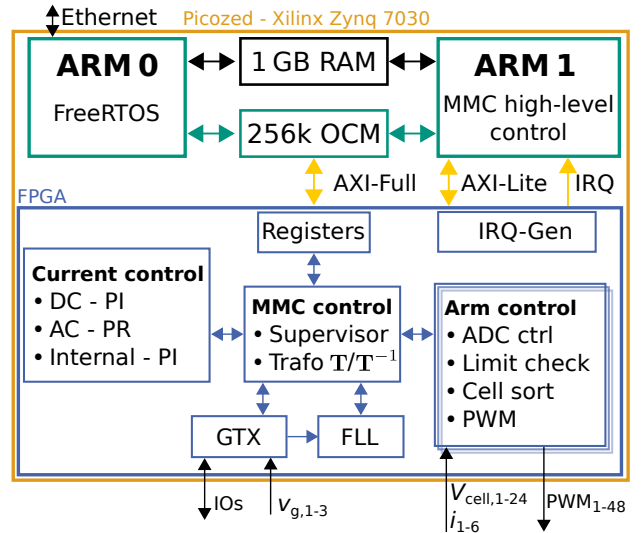 Ethernet
Picozed - Xilinx Zynq 7030
ARM 0
FreeRTOS
1 GB RAM
256k OCM
ARM 1
MMC high-level
control
AXI-Full
AXI-Lite
IRQ
FPGA
Registers
IRQ-Gen
Current control
• DC - PI
• AC - PR
• Internal - PI
MMC control
• Supervisor
• Trafo T/T⁻¹
Arm control
• ADC ctrl
• Limit check
• Cell sort
• PWM
GTX
FLL
IOs
v_g,1-3
V_cell,1-24
i_1-6
PWM_1-48